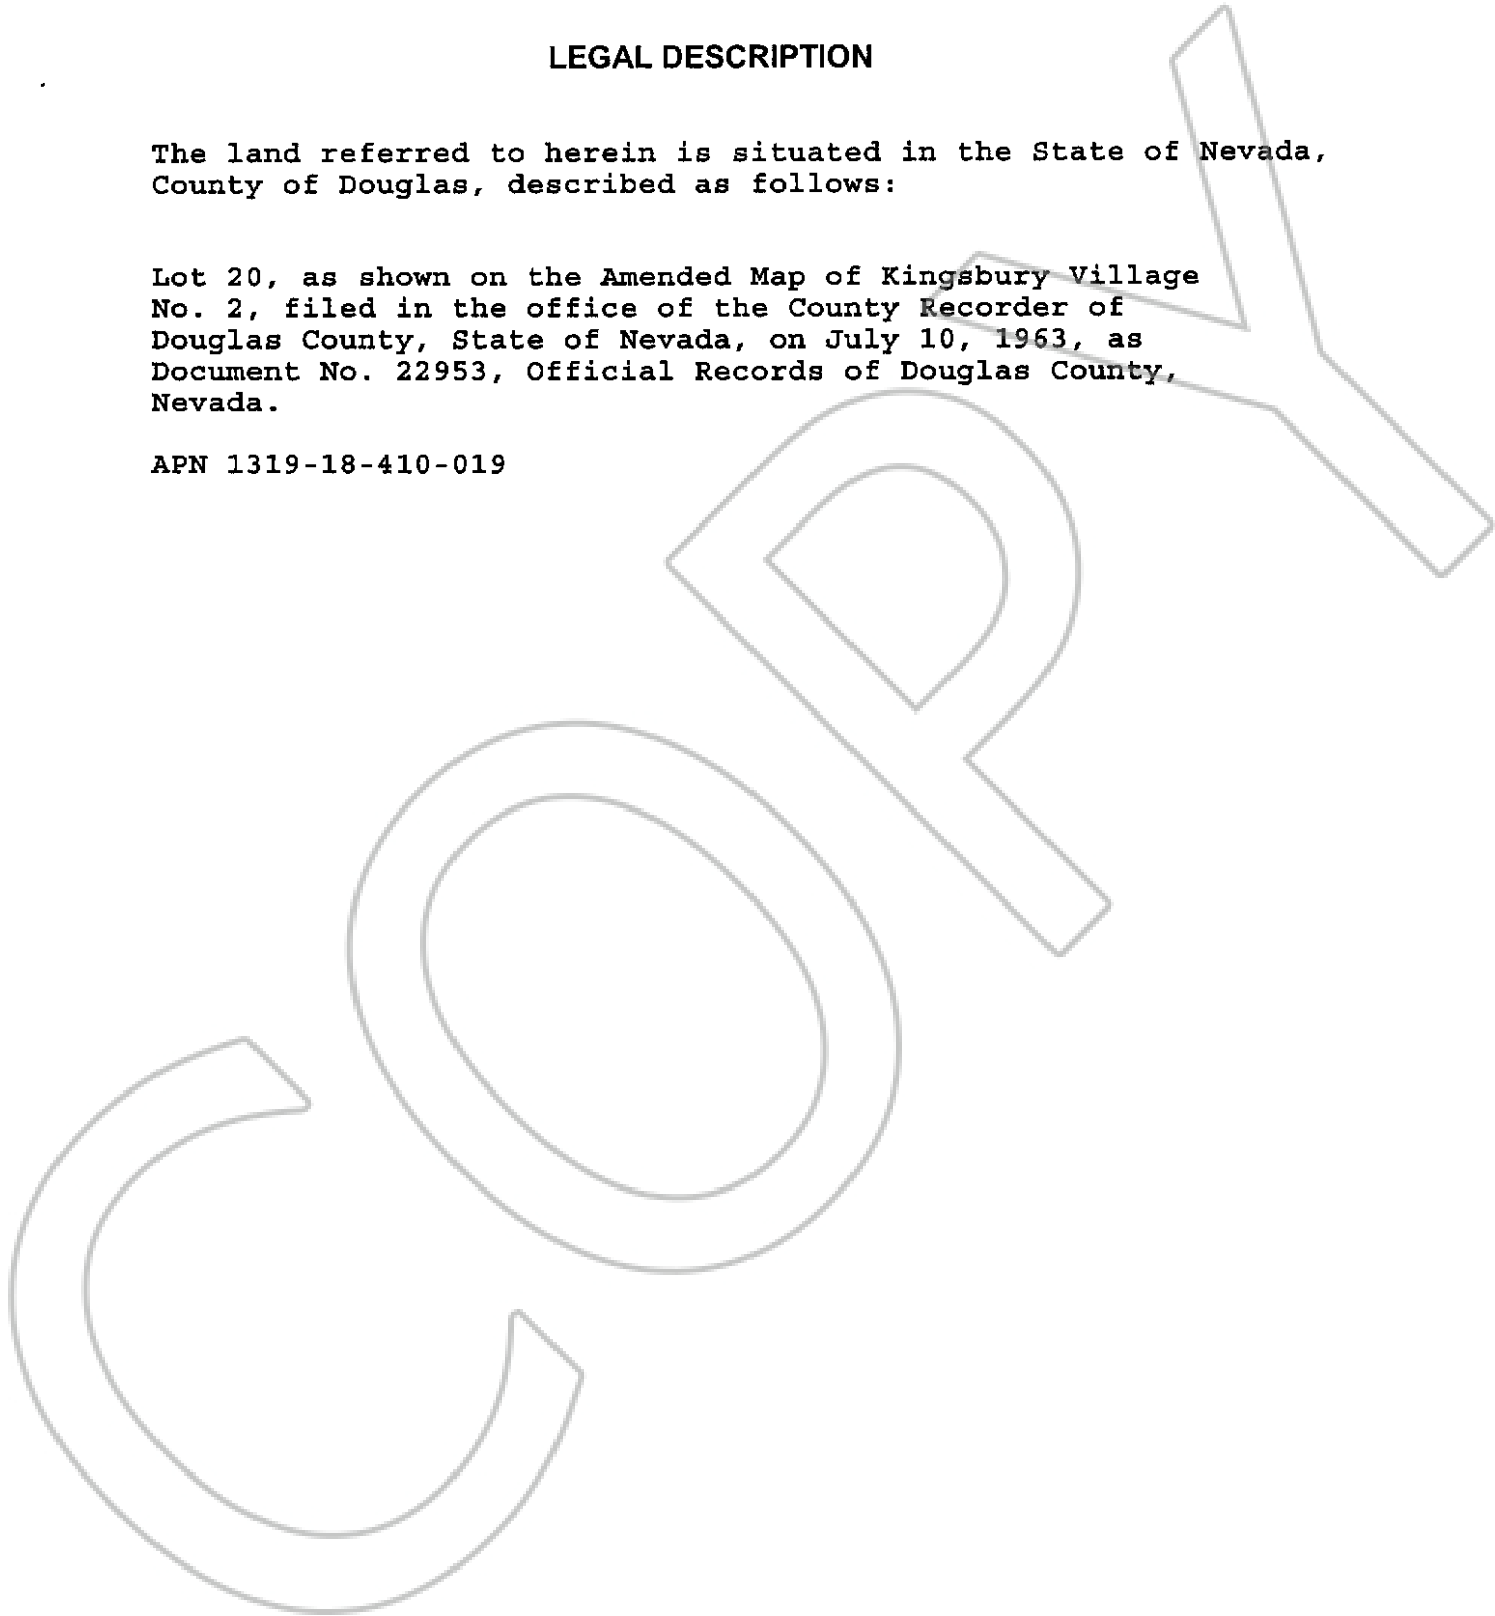 LEGAL DESCRIPTION
The land referred to herein is situated in the State of Nevada,
County of Douglas, described as follows:
Lot 20, as shown on the Amended Map of Kingsbury Village
No. 2, filed in the office of the County Recorder of
Douglas County, State of Nevada, on July 10, 1963, as
Document No. 22953, Official Records of Douglas County,
Nevada.
APN 1319-18-410-019
COPY